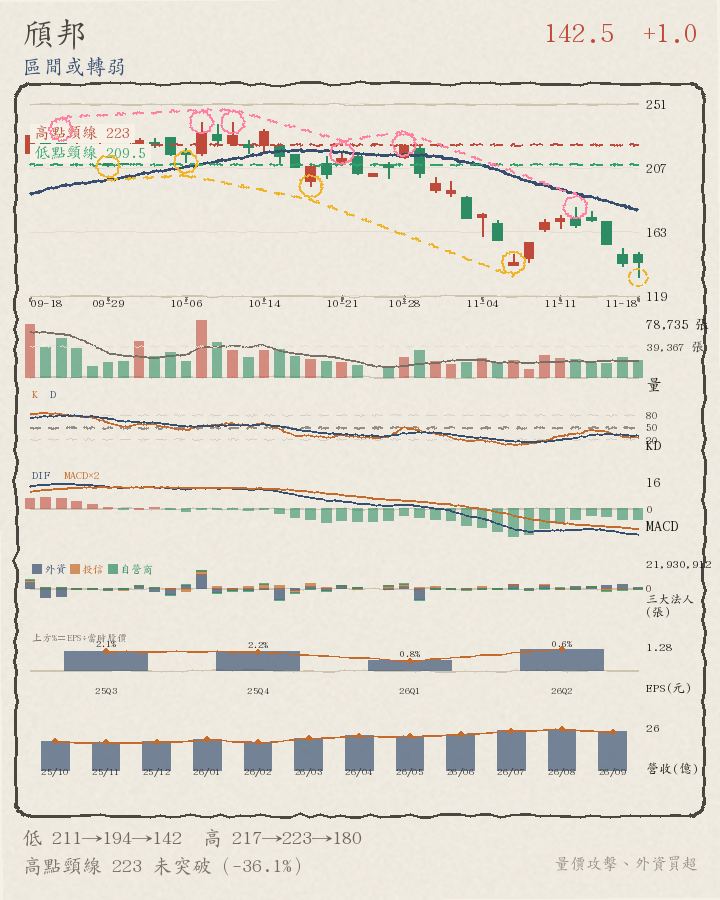 頎邦
142.5 +1.0
區間或轉弱
251
高點頸線 223
低點頸線 209.5
207
163
119
09-18 09-29 10-06 10-14 10-21 10-28 11-04 11-11 11-18
78,735 張
39,367 張
量
K D
80
50
20
KD
DIF MACD×2
16
0
MACD
外資 投信 自營商
21,930,912
0
三大法人
(張)
上方%=EPS÷當時股價
2.1% 2.2% 0.8% 0.6%
1.28
25Q3 25Q4 26Q1 26Q2
EPS(元)
26
25/10 25/11 25/12 26/01 26/02 26/03 26/04 26/05 26/06 26/07 26/08 26/09
營收(億)
低 211→194→142 高 217→223→180
高點頸線 223 未突破 (-36.1%)
量價攻擊、外資買超